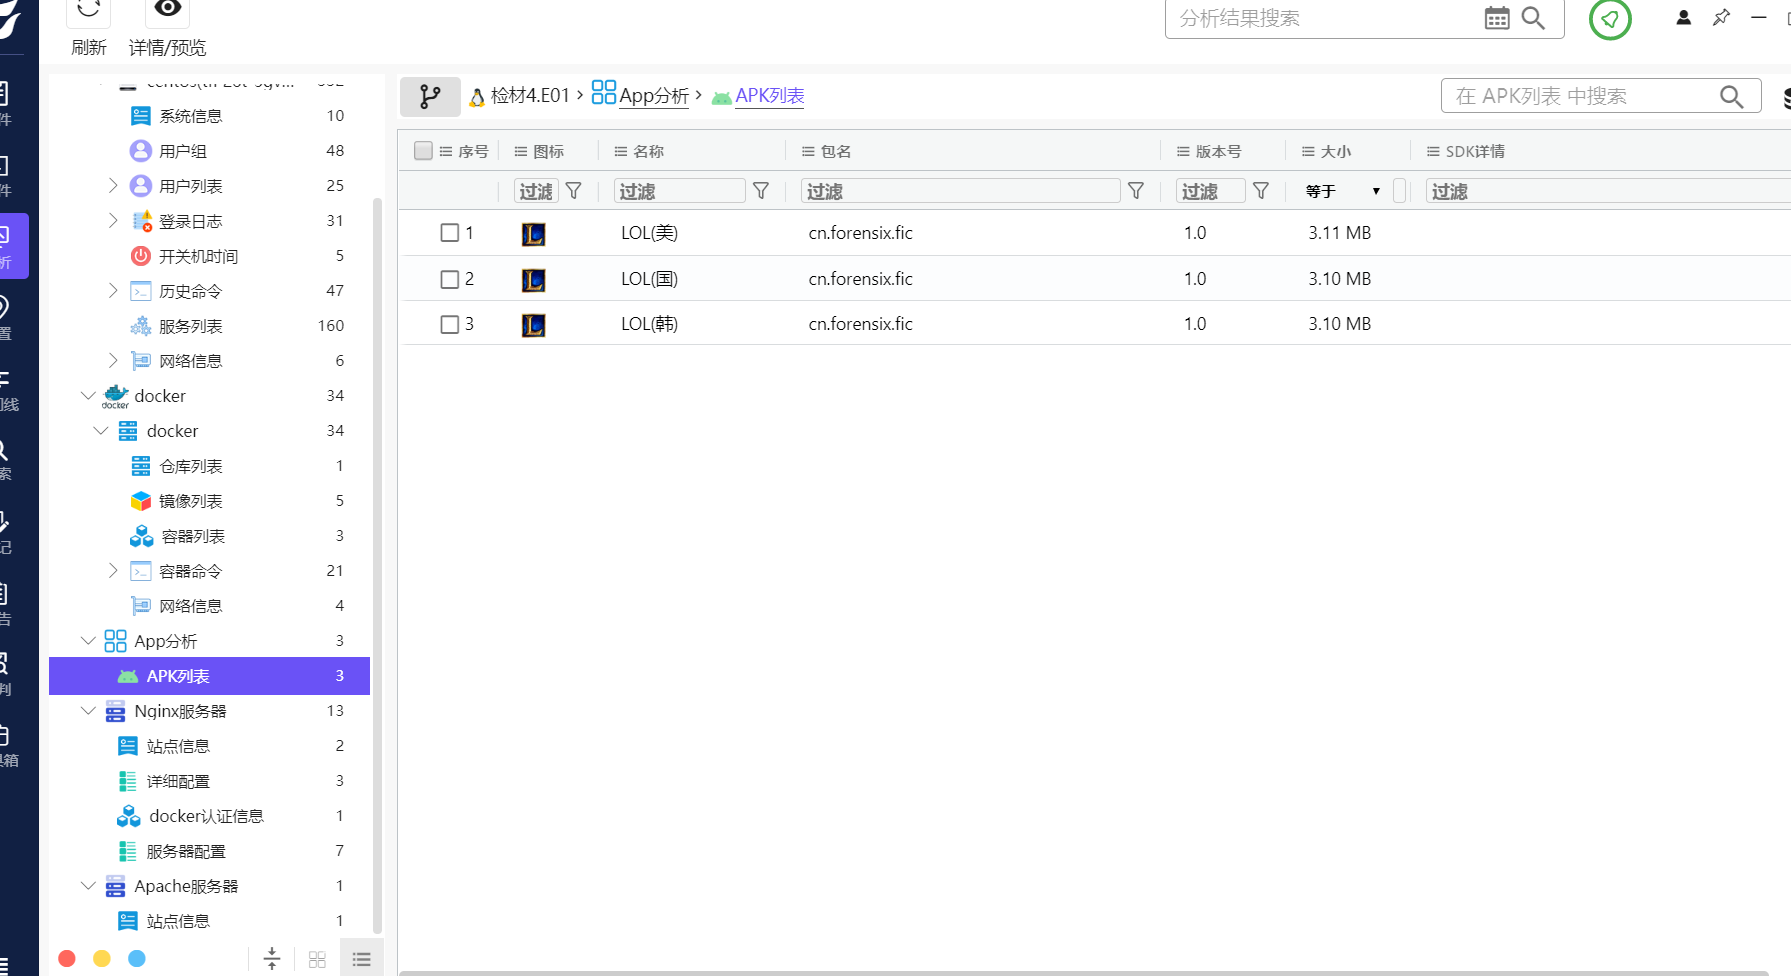 刷新
详情/预览
分析结果搜索
件
件
析
置
线
索
记
告
判
箱
系统信息 10
用户组 48
用户列表 25
登录日志 31
开关机时间 5
历史命令 47
服务列表 160
网络信息 6
docker 34
docker 34
仓库列表 1
镜像列表 5
容器列表 3
容器命令 21
网络信息 4
App分析 3
APK列表 3
Nginx服务器 13
站点信息 2
详细配置 3
docker认证信息 1
服务器配置 7
Apache服务器 1
站点信息 1
检材4.E01 › App分析 › APK列表
在 APK列表 中搜索
序号 图标 名称 包名 版本号 大小 SDK详情
过滤 过滤 过滤 过滤 等于 过滤
1 LOL(美) cn.forensix.fic 1.0 3.11 MB
2 LOL(国) cn.forensix.fic 1.0 3.10 MB
3 LOL(韩) cn.forensix.fic 1.0 3.10 MB